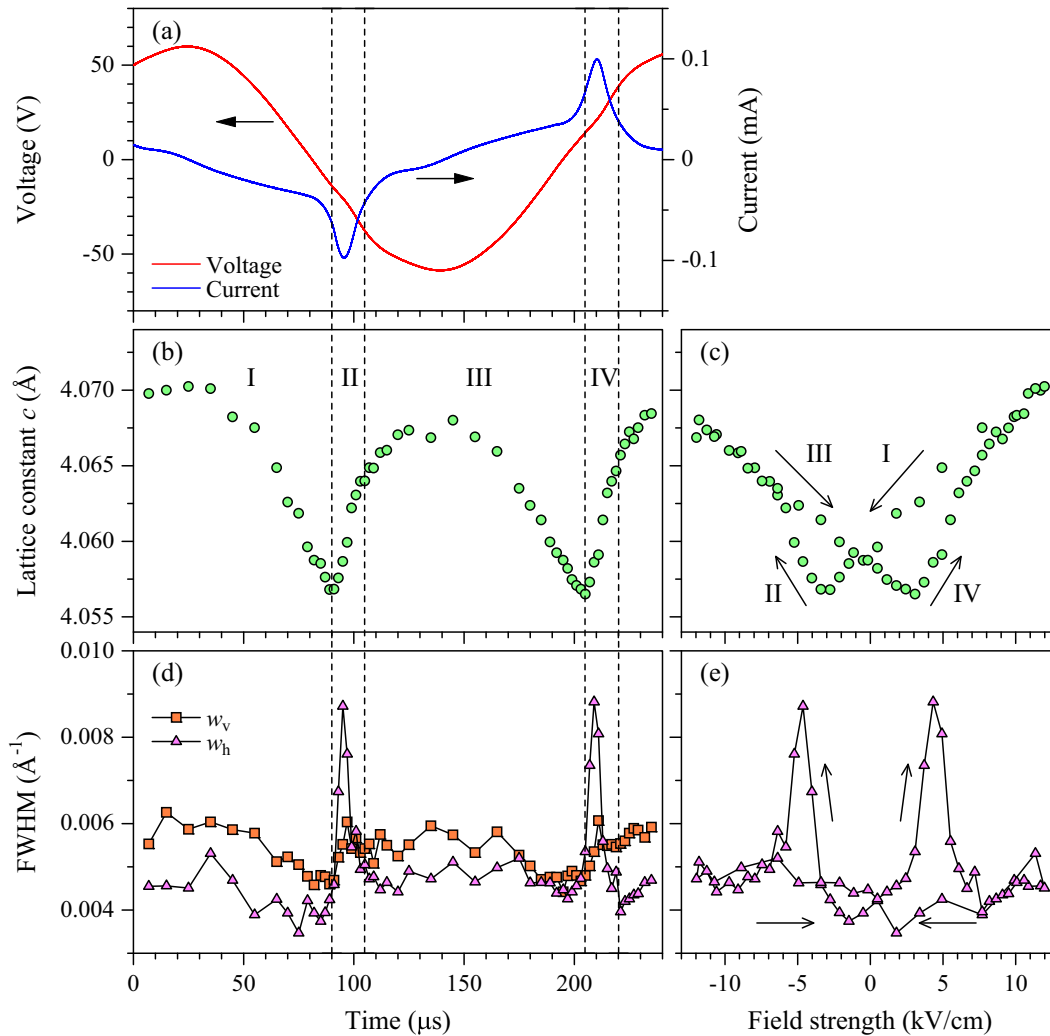 (a)
50
0
-50
Voltage (V)
0.1
0
-0.1
Current (mA)
Voltage
Current
(b)
I
II
III
IV
4.070
4.065
4.060
4.055
Lattice constant c (Å)
(c)
III
I
II
IV
(d)
w_v
w_h
0.010
0.008
0.006
0.004
FWHM (Å⁻¹)
0
50
100
150
200
Time (μs)
(e)
-10
-5
0
5
10
Field strength (kV/cm)